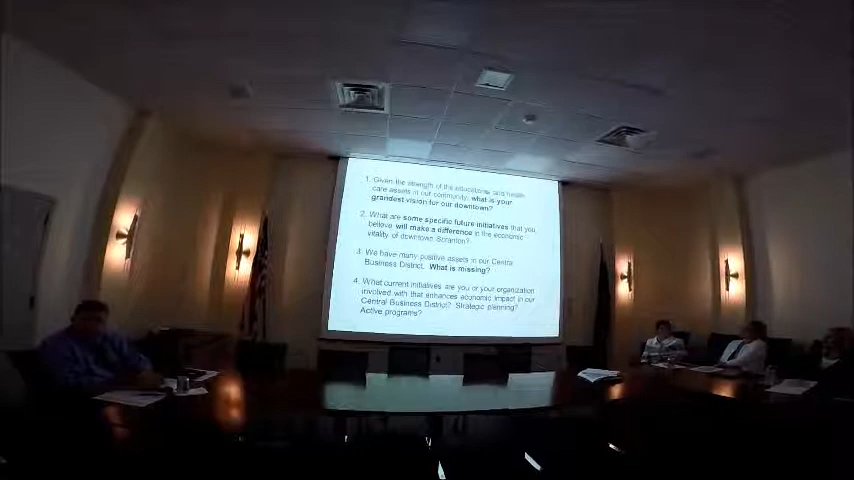 1. Given the strength of the educational and health
care assets in our community, what is your
grandest vision for our downtown?
2. What are some specific future initiatives that you
believe will make a difference in the economic
vitality of downtown Scranton?
3. We have many positive assets in our Central
Business District. What is missing?
4. What current initiatives are you or your organization
involved with that enhances economic impact in our
Central Business District? Strategic planning?
Active programs?